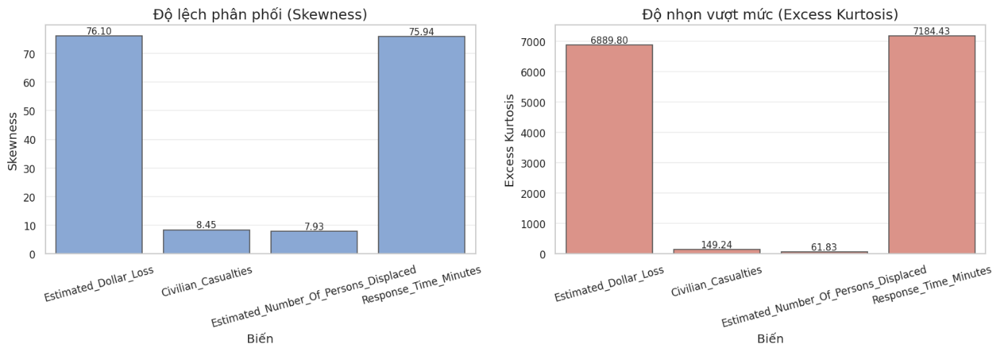 Độ lệch phân phối (Skewness)
76.10
8.45
7.93
75.94
70
60
50
40
30
20
10
0
Skewness
Estimated_Dollar_Loss
Civilian_Casualties
Estimated_Number_Of_Persons_Displaced
Response_Time_Minutes
Biến
Độ nhọn vượt mức (Excess Kurtosis)
6889.80
149.24
61.83
7184.43
7000
6000
5000
4000
3000
2000
1000
0
Excess Kurtosis
Estimated_Dollar_Loss
Civilian_Casualties
Estimated_Number_Of_Persons_Displaced
Response_Time_Minutes
Biến